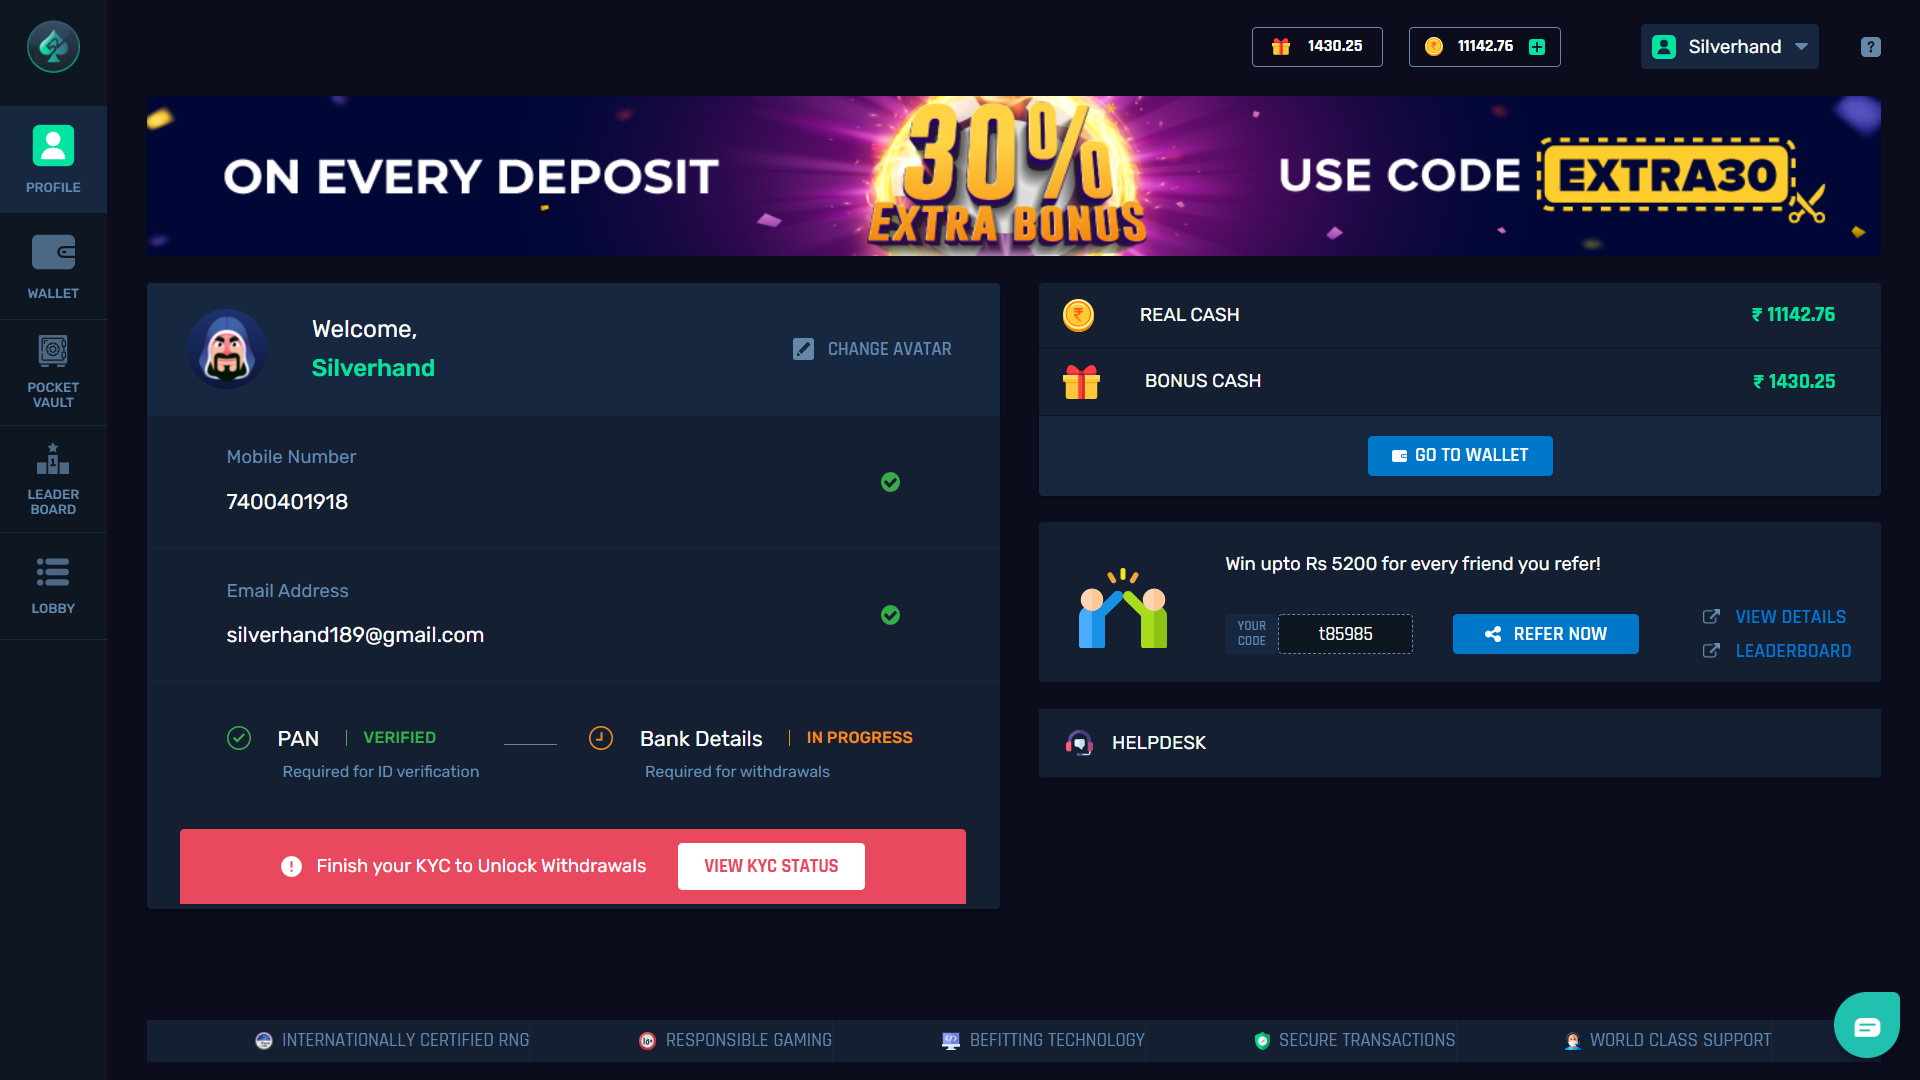 1430.25
11142.76
Silverhand
?
ON EVERY DEPOSIT
30%*
EXTRA BONUS
USE CODE EXTRA30
PROFILE
WALLET
POCKET
VAULT
LEADER
BOARD
LOBBY
Welcome,
Silverhand
CHANGE AVATAR
Mobile Number
7400401918
Email Address
silverhand189@gmail.com
PAN | VERIFIED
Required for ID verification
Bank Details | IN PROGRESS
Required for withdrawals
Finish your KYC to Unlock Withdrawals
VIEW KYC STATUS
REAL CASH
₹ 11142.76
BONUS CASH
₹ 1430.25
GO TO WALLET
Win upto Rs 5200 for every friend you refer!
YOUR
CODE
t85985
REFER NOW
VIEW DETAILS
LEADERBOARD
HELPDESK
INTERNATIONALLY CERTIFIED RNG
18+
RESPONSIBLE GAMING
BEFITTING TECHNOLOGY
SECURE TRANSACTIONS
WORLD CLASS SUPPORT